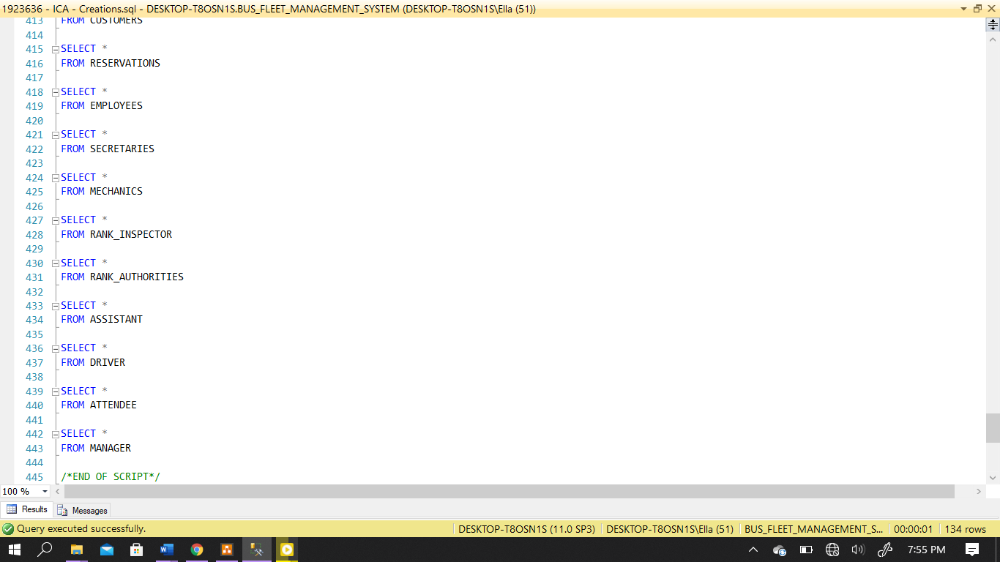 1923636 - ICA - Creations.sql - DESKTOP-T8OSN1S.BUS_FLEET_MANAGEMENT_SYSTEM (DESKTOP-T8OSN1S\Ella (51))
413 FROM CUSTOMERS
414
415 SELECT *
416 FROM RESERVATIONS
417
418 SELECT *
419 FROM EMPLOYEES
420
421 SELECT *
422 FROM SECRETARIES
423
424 SELECT *
425 FROM MECHANICS
426
427 SELECT *
428 FROM RANK_INSPECTOR
429
430 SELECT *
431 FROM RANK_AUTHORITIES
432
433 SELECT *
434 FROM ASSISTANT
435
436 SELECT *
437 FROM DRIVER
438
439 SELECT *
440 FROM ATTENDEE
441
442 SELECT *
443 FROM MANAGER
444
445 /*END OF SCRIPT*/
100 %
Results Messages
Query executed successfully. DESKTOP-T8OSN1S (11.0 SP3) DESKTOP-T8OSN1S\Ella (51) BUS_FLEET_MANAGEMENT_S... 00:00:01 134 rows
7:55 PM